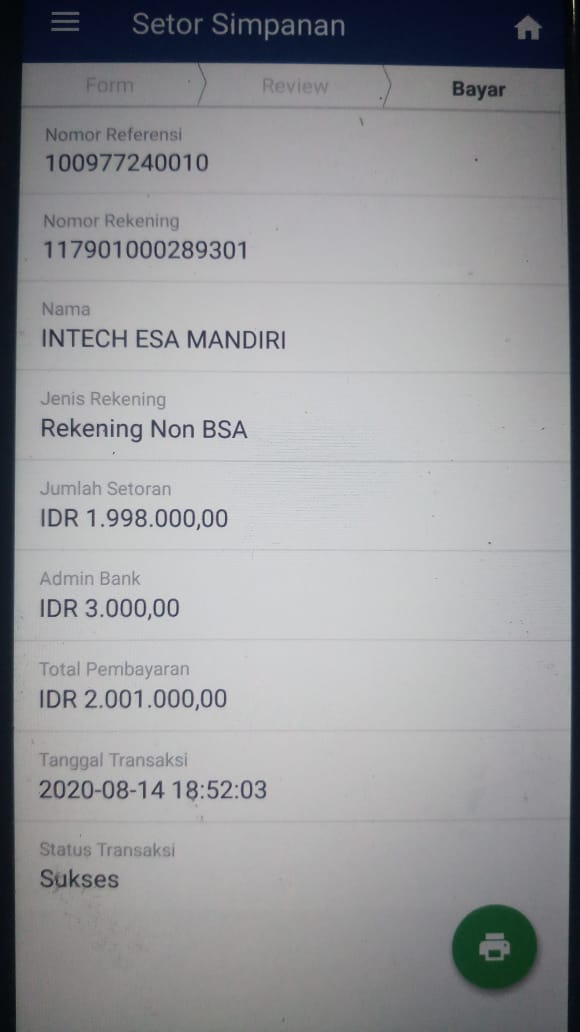 Setor Simpanan
Form
Review
Bayar
Nomor Referensi
100977240010
Nomor Rekening
117901000289301
Nama
INTECH ESA MANDIRI
Jenis Rekening
Rekening Non BSA
Jumlah Setoran
IDR 1.998.000,00
Admin Bank
IDR 3.000,00
Total Pembayaran
IDR 2.001.000,00
Tanggal Transaksi
2020-08-14 18:52:03
Status Transaksi
Sukses